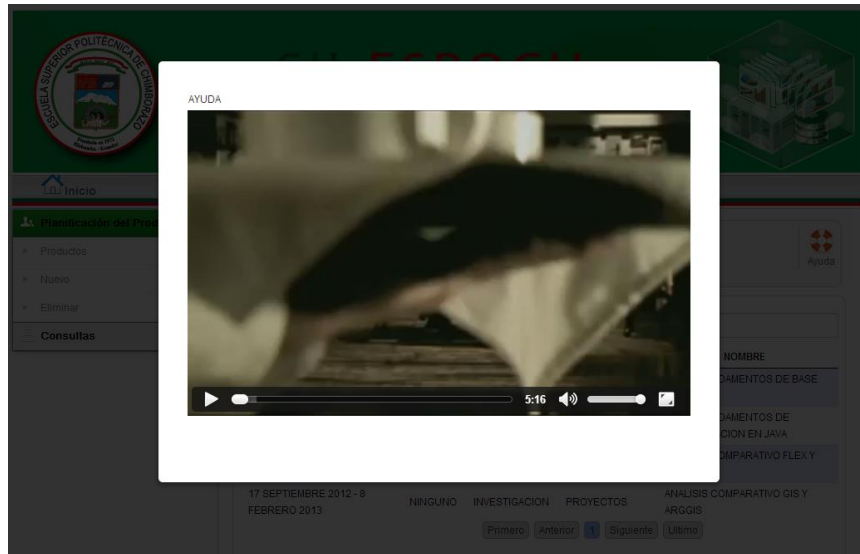 ESCUELA SUPERIOR POLITÉCNICA DE CHIMBORAZO
AYUDA
Inicio
Planificación del Pro
Productos
Nuevo
Eliminar
Consultas
Ayuda
5:16
NOMBRE
DAMENTOS DE BASE
DAMENTOS DE
CION EN JAVA
OMPARATIVO FLEX Y
17 SEPTIEMBRE 2012 - 8
FEBRERO 2013
NINGUNO
INVESTIGACION
PROYECTOS
ANALISIS COMPARATIVO GIS Y
ARGGIS
Primero
Anterior
1
Siguiente
Ultimo